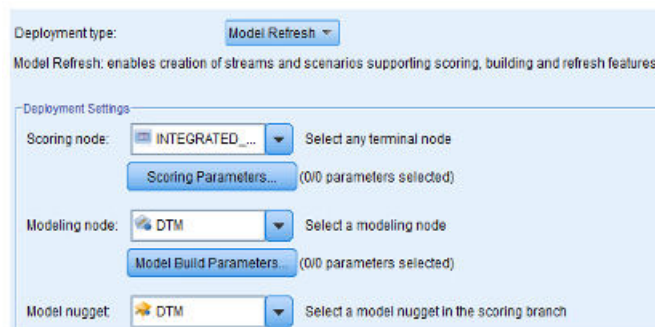 Deployment type: Model Refresh
Model Refresh: enables creation of streams and scenarios supporting scoring, building and refresh features
Deployment Settings
Scoring node: INTEGRATED_... Select any terminal node
Scoring Parameters... (0/0 parameters selected)
Modeling node: DTM Select a modeling node
Model Build Parameters... (0/0 parameters selected)
Model nugget: DTM Select a model nugget in the scoring branch